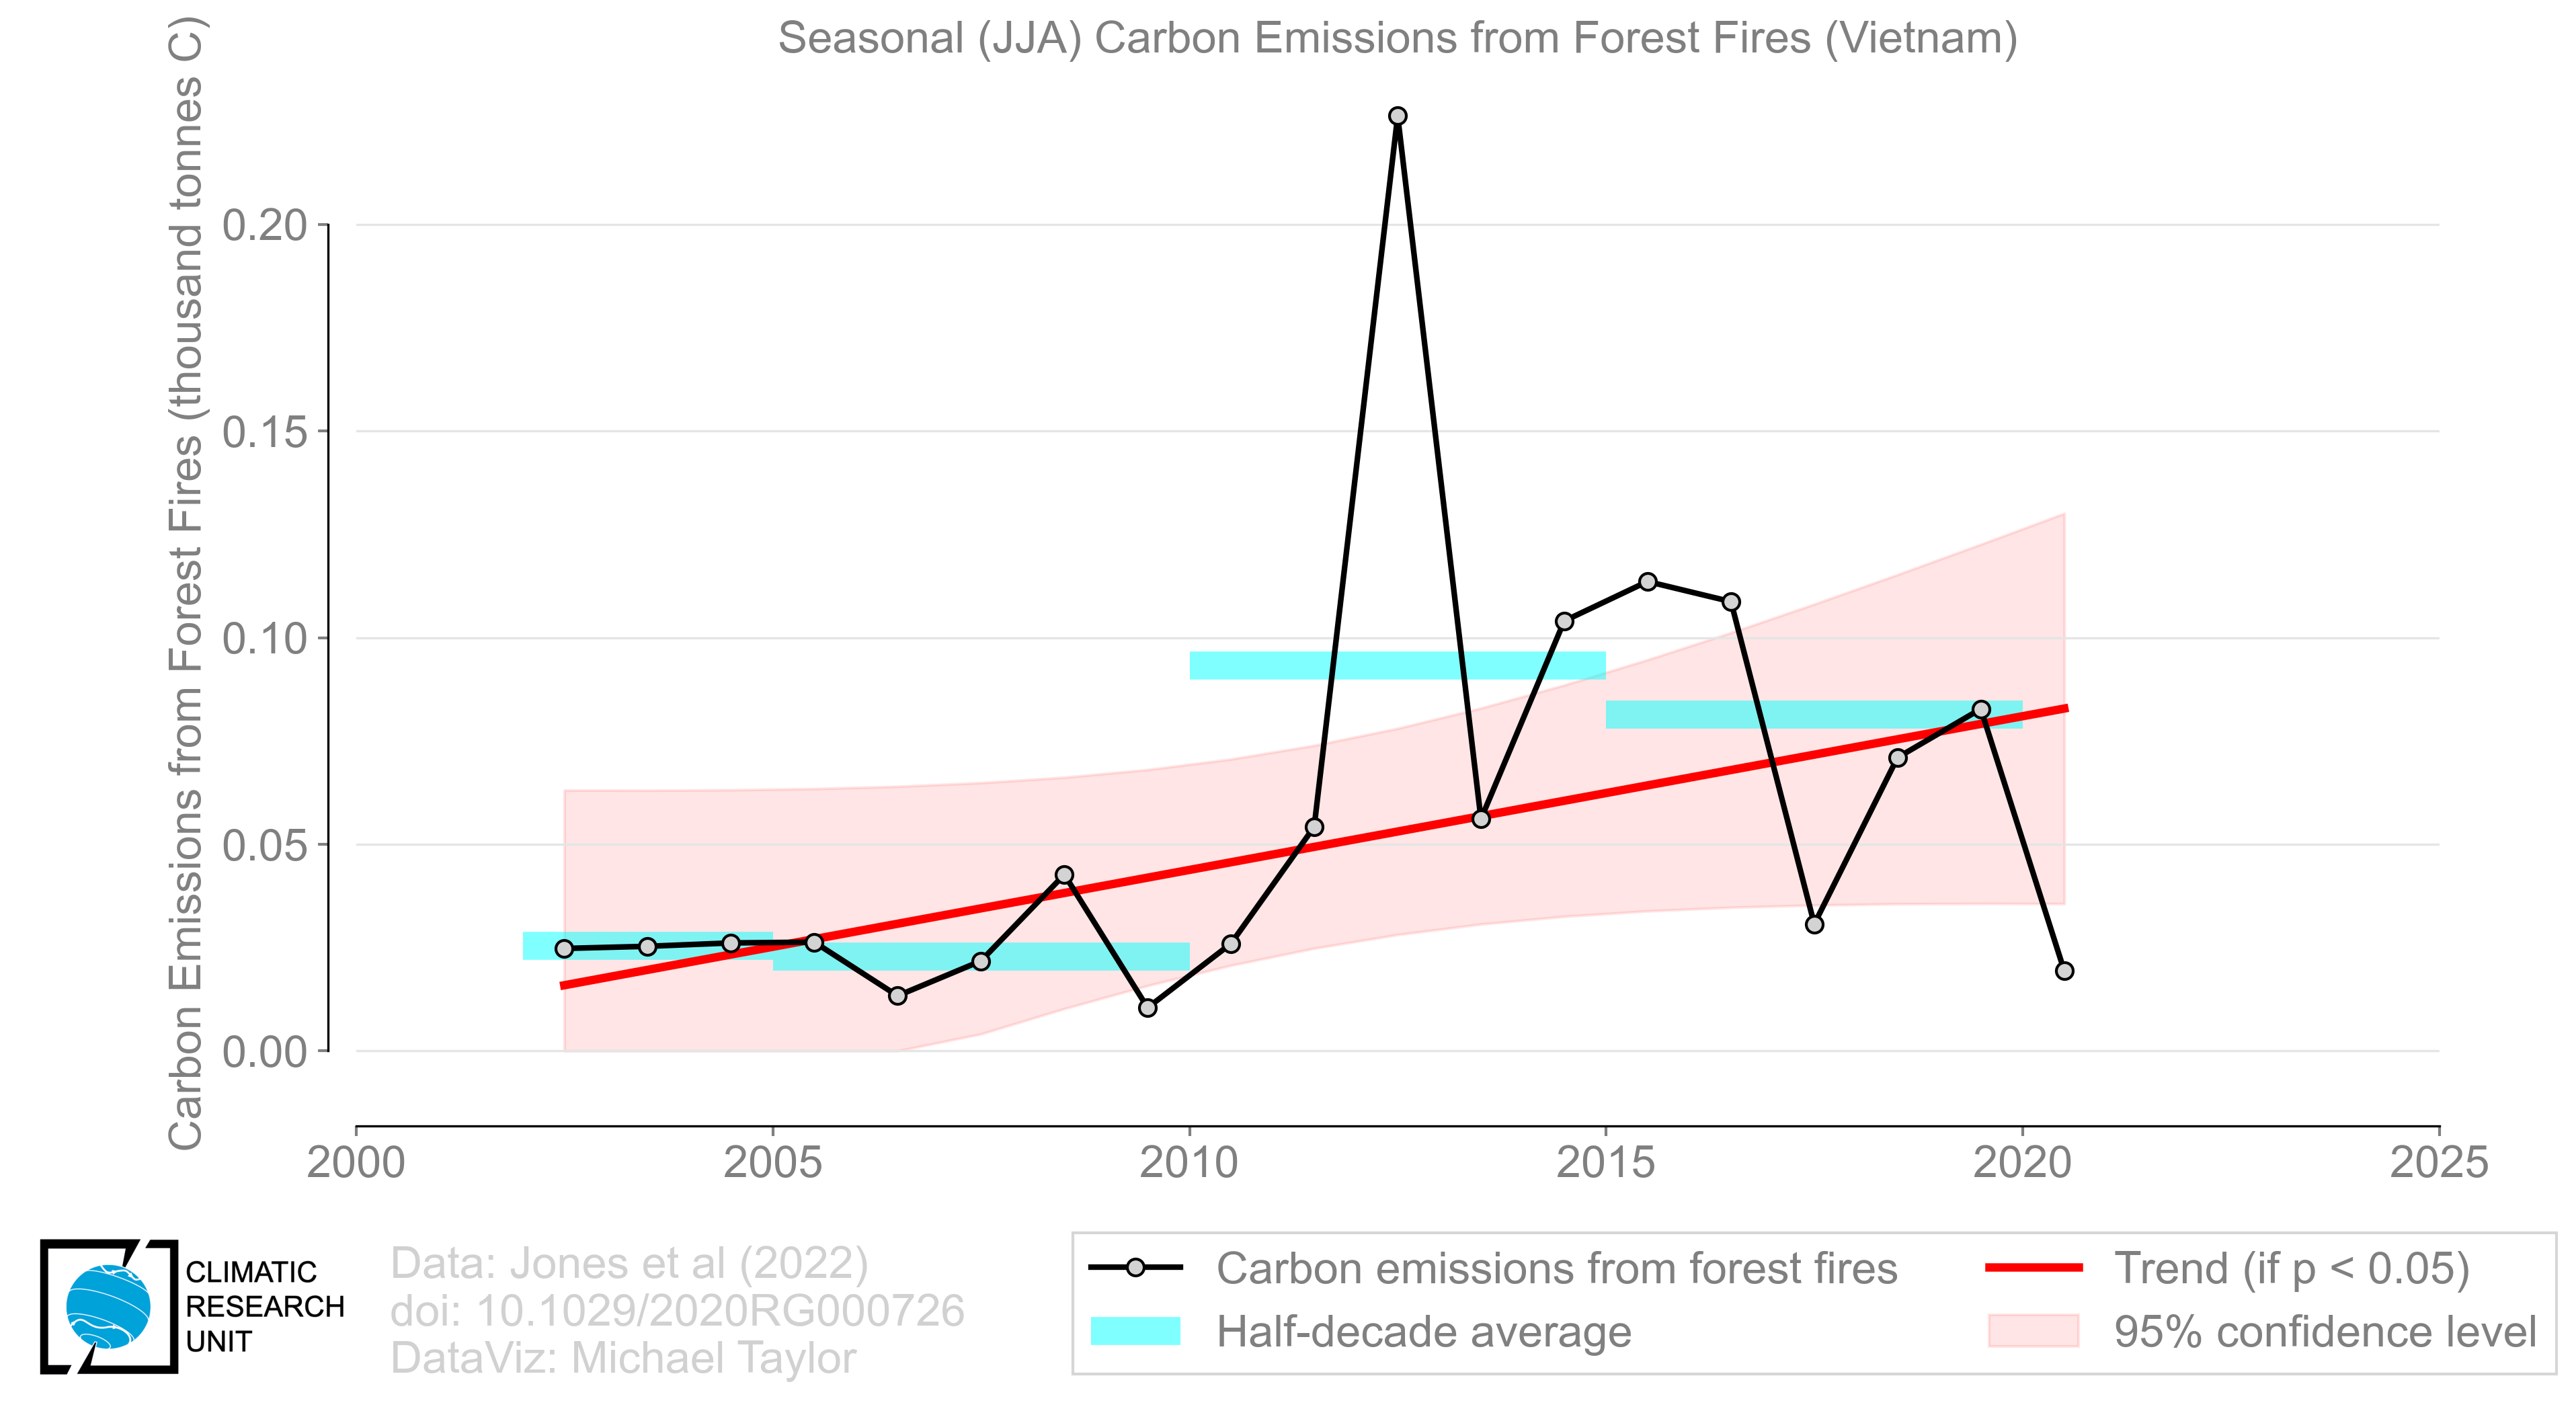 Seasonal (JJA) Carbon Emissions from Forest Fires (Vietnam)
Carbon Emissions from Forest Fires (thousand tonnes C)
0.20
0.15
0.10
0.05
0.00
2000
2005
2010
2015
2020
2025
CLIMATIC
RESEARCH
UNIT
Data: Jones et al (2022)
doi: 10.1029/2020RG000726
DataViz: Michael Taylor
Carbon emissions from forest fires
Half-decade average
Trend (if p < 0.05)
95% confidence level